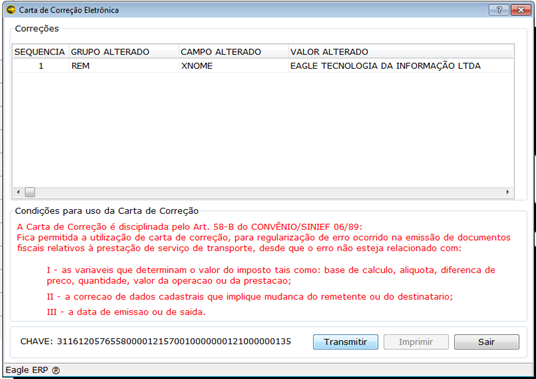 Carta de Correção Eletrônica
Correções
SEQUENCIA GRUPO ALTERADO CAMPO ALTERADO VALOR ALTERADO
1 REM XNOME EAGLE TECNOLOGIA DA INFORMAÇÃO LTDA
Condições para uso da Carta de Correção
A Carta de Correção é disciplinada pelo Art. 58-B do CONVÊNIO/SINIEF 06/89:
Fica permitida a utilização de carta de correção, para regularização de erro ocorrido na emissão de documentos
fiscais relativos à prestação de serviço de transporte, desde que o erro não esteja relacionado com:
I - as variaveis que determinam o valor do imposto tais como: base de calculo, aliquota, diferenca de
preco, quantidade, valor da operacao ou da prestacao;
II - a correcao de dados cadastrais que implique mudanca do remetente ou do destinatario;
III - a data de emissao ou de saida.
CHAVE: 31161205765580000121570010000000121000000135 Transmitir Imprimir Sair
Eagle ERP ®